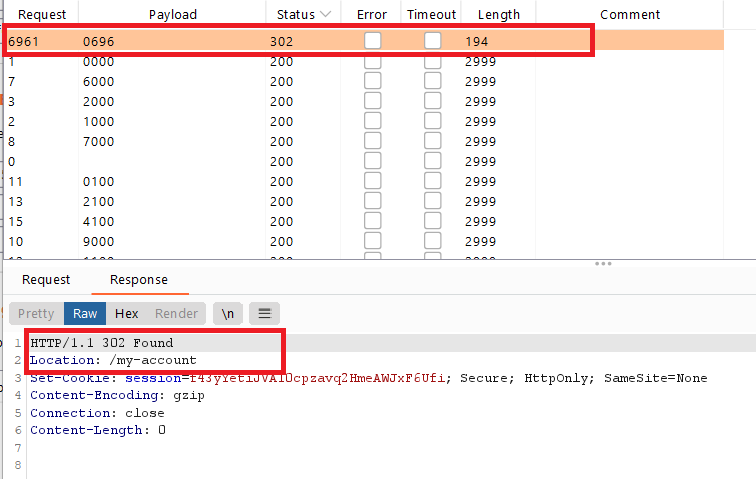 Request Payload Status Error Timeout Length Comment
6961 0696 302 194
1 0000 200 2999
7 6000 200 2999
3 2000 200 2999
2 1000 200 2999
8 7000 200 2999
0 200 2999
11 0100 200 2999
13 2100 200 2999
15 4100 200 2999
10 9000 200 2999
Request Response
Pretty Raw Hex Render \n
1 HTTP/1.1 302 Found
2 Location: /my-account
3 Set-Cookie: Secure; HttpOnly; SameSite=None
4 Content-Encoding: gzip
5 Connection: close
6 Content-Length: 0
7
8